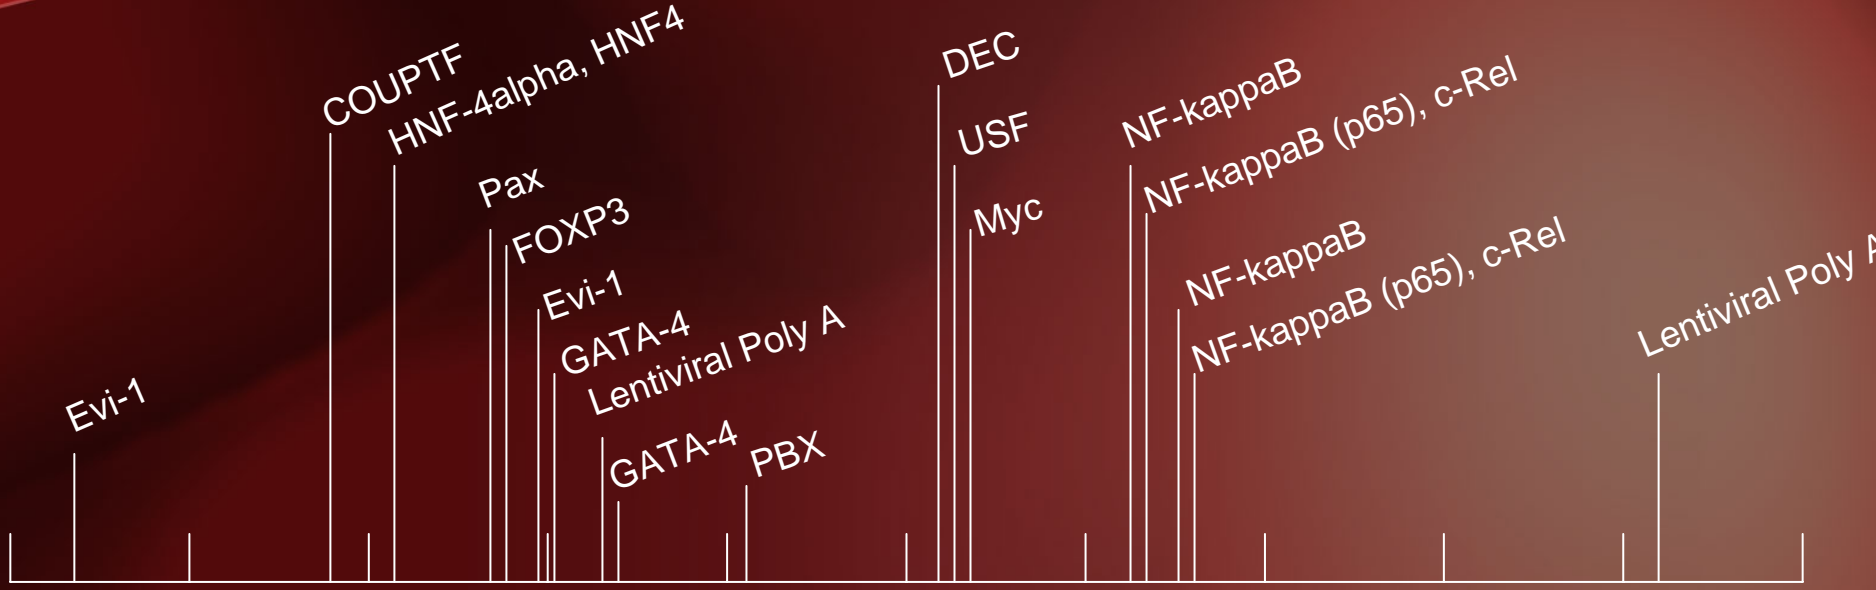 Evi-1
COUPTF
HNF-4alpha, HNF4
Pax
FOXP3
Evi-1
GATA-4
Lentiviral Poly A
GATA-4
PBX
DEC
USF
Myc
NF-kappaB
NF-kappaB (p65), c-Rel
NF-kappaB
NF-kappaB (p65), c-Rel
Lentiviral Poly A